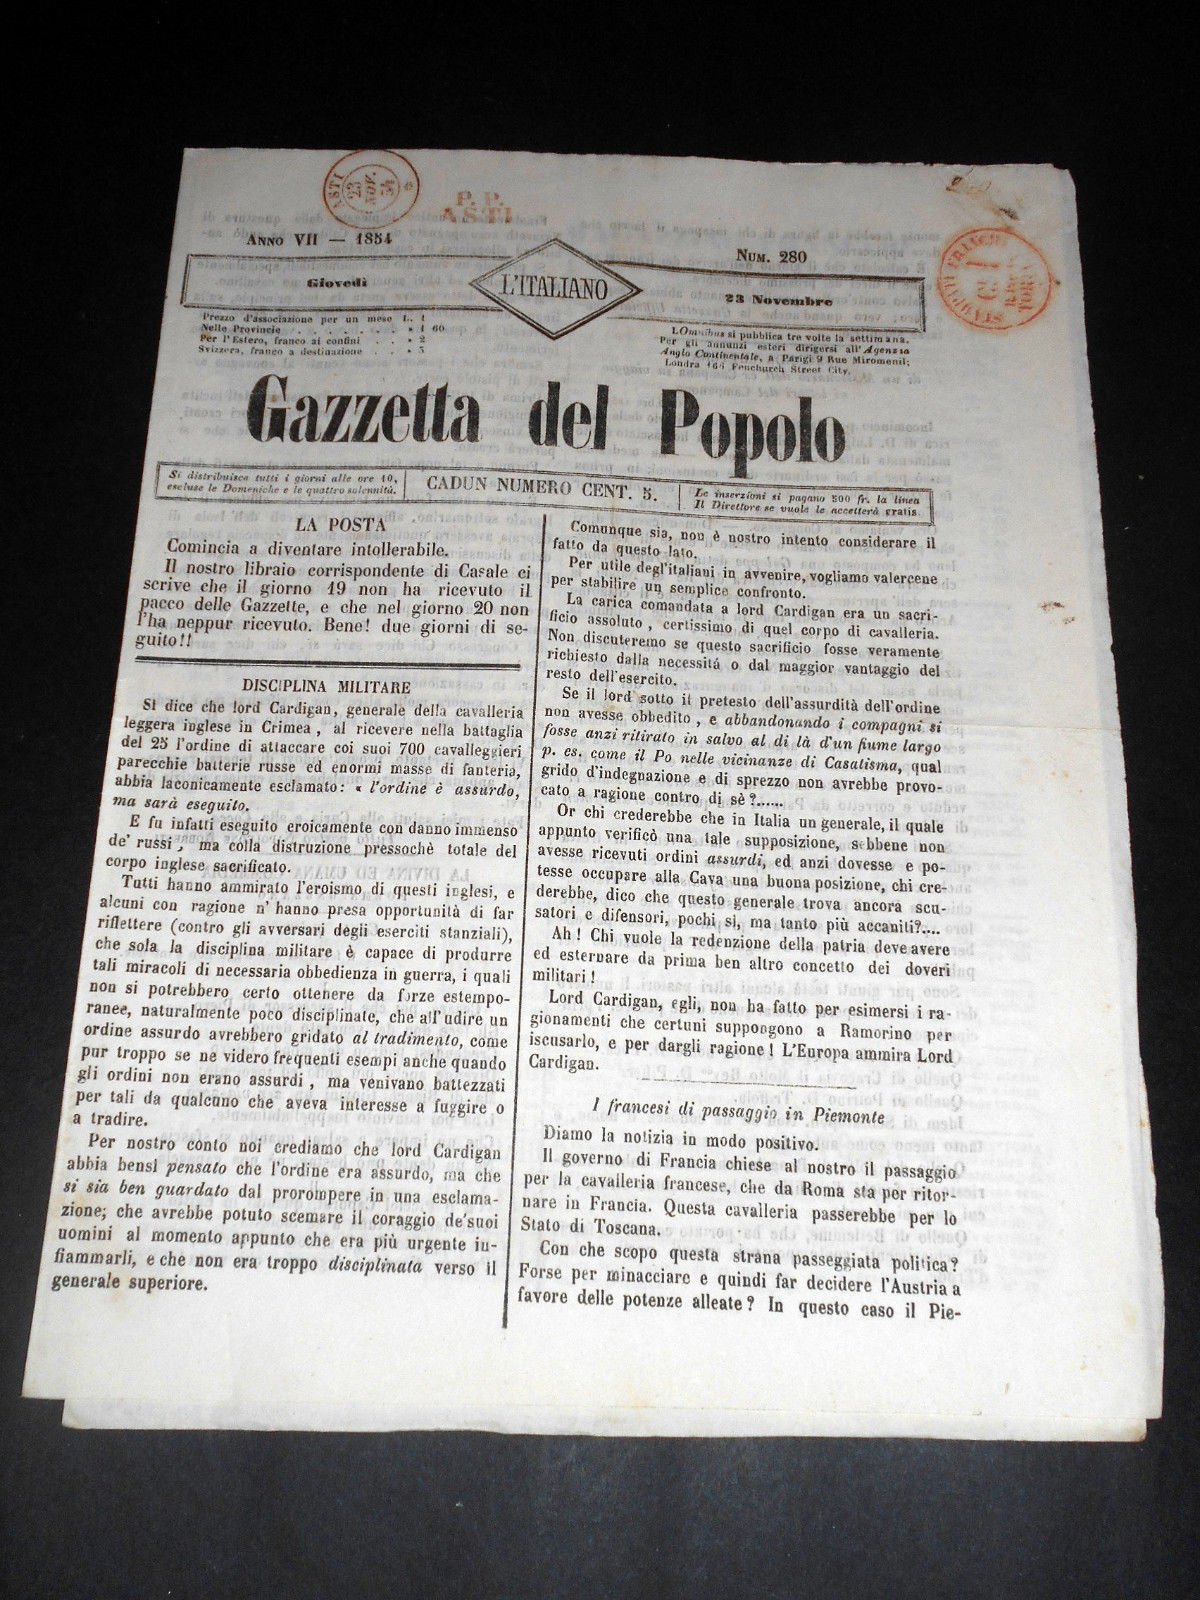 ASTI
23
NOV.
54
P. P.
ASTI
ANNO VII — 1854
NUM. 280
STAMPATI FRANCHI
Giovedì
L'ITALIANO
23 Novembre
Prezzo d'associazione per un mese L. 1
Nelle Provincie . . . . . . . . » 1 60
Per l'Estero, franco ai confini . . » 2
Svizzera, franco a destinazione . . » 3
L'Omnibus si pubblica tre volte la settimana.
Per gli annunzi esteri dirigersi all'Agenzia
Anglo Continentale, a Parigi 9 Rue Miromenil;
Londra 166 Fenchurch Street City.
Gazzetta del Popolo
Si distribuisce tutti i giorni alle ore 10,
escluse le Domeniche e le quattro solennità.
CADUN NUMERO CENT. 5.
Le inserzioni si pagano 500 fr. la linea
Il Direttore se vuole le accetterà gratis.
LA POSTA
Comincia a diventare intollerabile.
Il nostro libraio corrispondente di Casale ci
scrive che il giorno 19 non ha ricevuto il
pacco delle Gazzette, e che nel giorno 20 non
l'ha neppur ricevuto. Bene! due giorni di se-
guito!!
DISCIPLINA MILITARE
Si dice che lord Cardigan, generale della cavalleria
leggera inglese in Crimea, al ricevere nella battaglia
del 25 l'ordine di attaccare coi suoi 700 cavalleggieri
parecchie batterie russe ed enormi masse di fanteria,
abbia laconicamente esclamato: « l'ordine è assurdo,
ma sarà eseguito.
E fu infatti eseguito eroicamente con danno immenso
de' russi, ma colla distruzione pressochè totale del
corpo inglese sacrificato.
Tutti hanno ammirato l'eroismo di questi inglesi, e
alcuni con ragione n' hanno presa opportunità di far
riflettere (contro gli avversari degli eserciti stanziali),
che sola la disciplina militare è capace di produrre
tali miracoli di necessaria obbedienza in guerra, i quali
non si potrebbero certo ottenere da forze estempo-
ranee, naturalmente poco disciplinate, che all'udire un
ordine assurdo avrebbero gridato al tradimento, come
pur troppo se ne videro frequenti esempi anche quando
gli ordini non erano assurdi, ma venivano battezzati
per tali da qualcuno che aveva interesse a fuggire o
a tradire.
Per nostro conto noi crediamo che lord Cardigan
abbia bensì pensato che l'ordine era assurdo, ma che
si sia ben guardato dal prorompere in una esclama-
zione; che avrebbe potuto scemare il coraggio de'suoi
uomini al momento appunto che era più urgente in-
fiammarli, e che non era troppo disciplinata verso il
generale superiore.
Comunque sia, non è nostro intento considerare il
fatto da questo lato.
Per utile degl'italiani in avvenire, vogliamo valercene
per stabilire un semplice confronto.
La carica comandata a lord Cardigan era un sacri-
ficio assoluto, certissimo di quel corpo di cavalleria.
Non discuteremo se questo sacrificio fosse veramente
richiesto dalla necessità o dal maggior vantaggio del
resto dell'esercito.
Se il lord sotto il pretesto dell'assurdità dell'ordine
non avesse obbedito, e abbandonando i compagni si
fosse anzi ritirato in salvo al di là d'un fiume largo
p. es. come il Po nelle vicinanze di Casatisma, qual
grido d'indegnazione e di sprezzo non avrebbe provo-
cato a ragione contro di sè?......
Or chi crederebbe che in Italia un generale, il quale
appunto verificò una tale supposizione, sebbene non
avesse ricevuti ordini assurdi, ed anzi dovesse e po-
tesse occupare alla Cava una buona posizione, chi cre-
derebbe, dico che questo generale trova ancora scu-
satori e difensori, pochi sì, ma tanto più accaniti?....
Ah! Chi vuole la redenzione della patria deve avere
ed esternare da prima ben altro concetto dei doveri
militari!
Lord Cardigan, egli, non ha fatto per esimersi i ra-
gionamenti che certuni suppongono a Ramorino per
iscusarlo, e per dargli ragione! L'Europa ammira Lord
Cardigan.
I francesi di passaggio in Piemonte
Diamo la notizia in modo positivo.
Il governo di Francia chiese al nostro il passaggio
per la cavalleria francese, che da Roma sta per ritor-
nare in Francia. Questa cavalleria passerebbe per lo
Stato di Toscana.
Con che scopo questa strana passeggiata politica?
Forse per minacciare e quindi far decidere l'Austria a
favore delle potenze alleate? In questo caso il Pie-